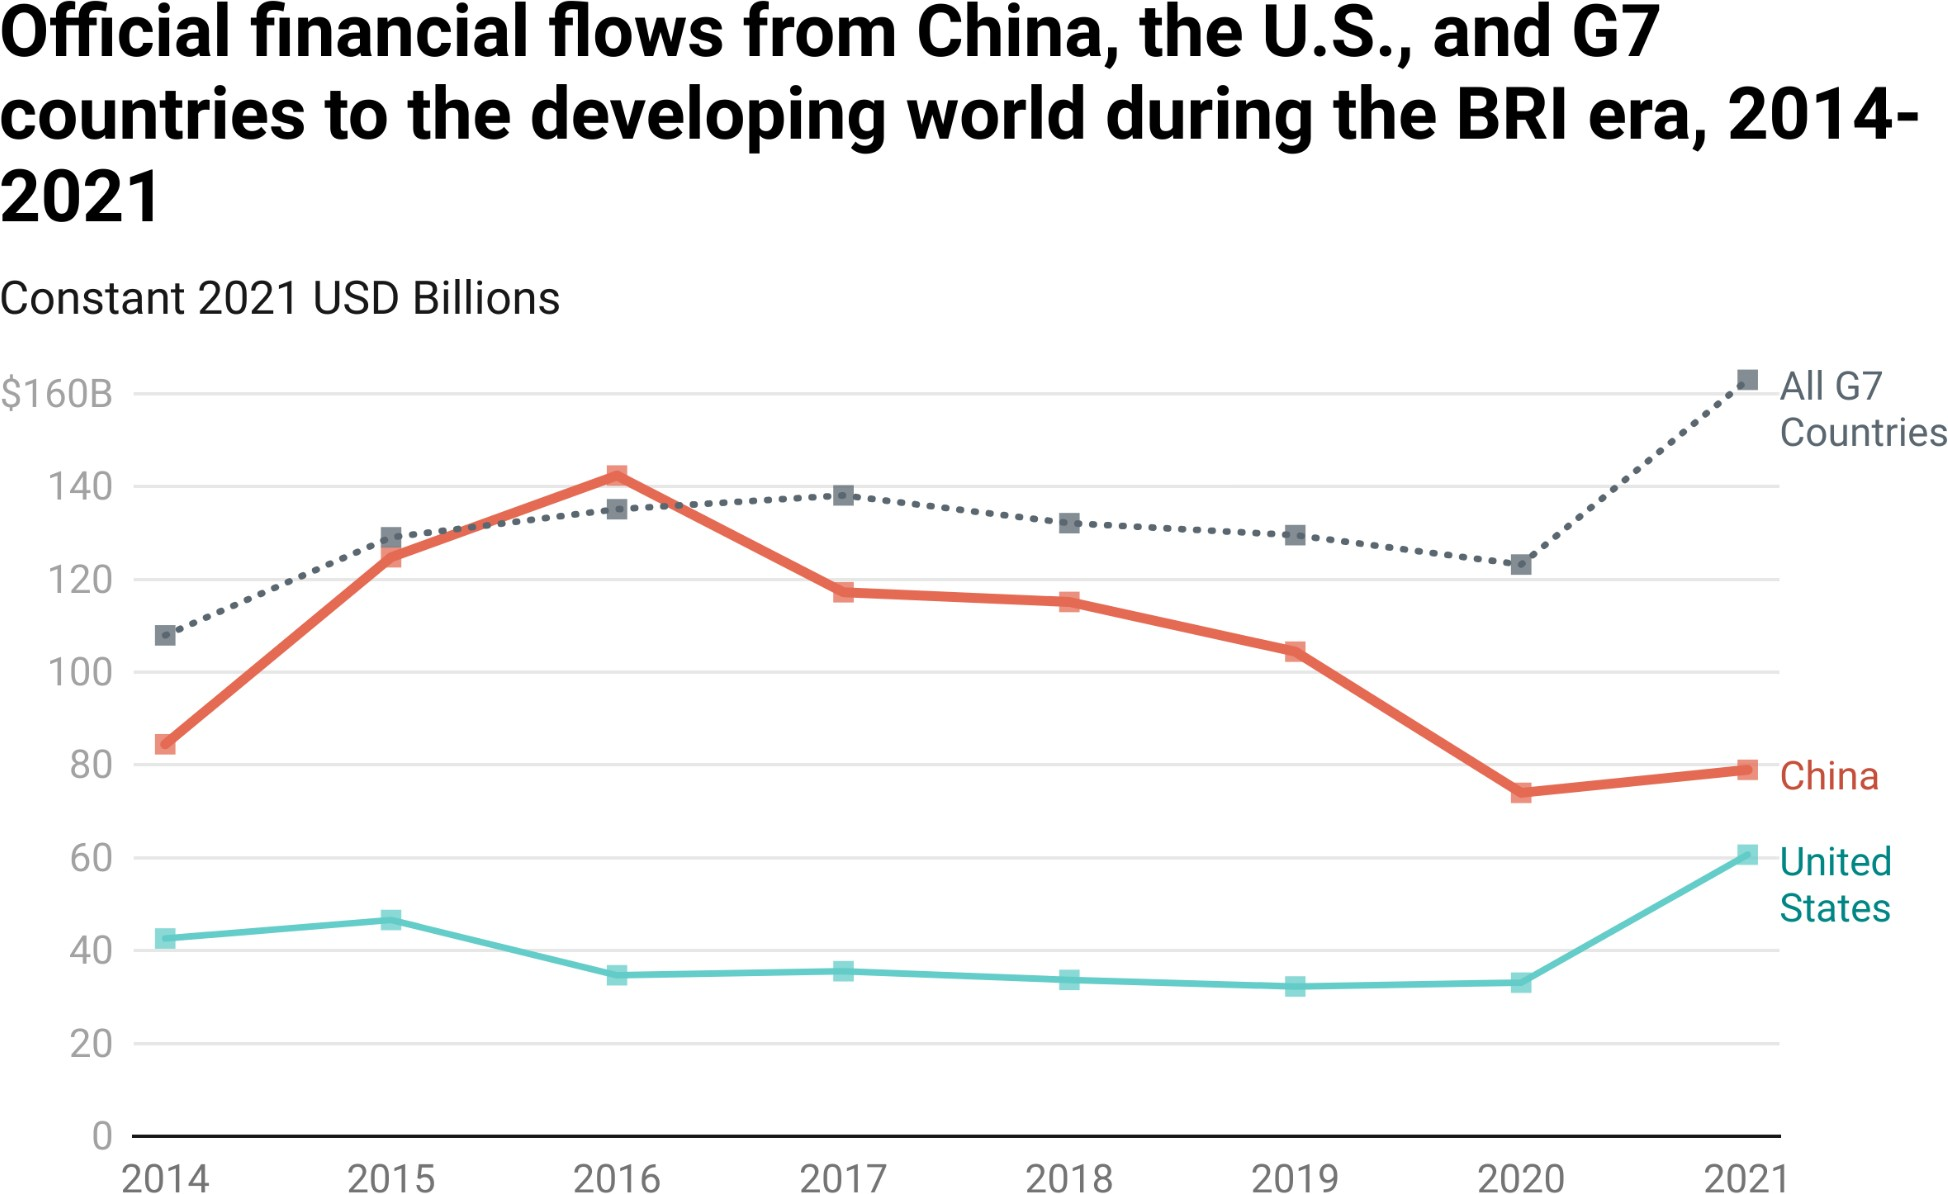 Official financial flows from China, the U.S., and G7
countries to the developing world during the BRI era, 2014-
2021
Constant 2021 USD Billions
$160B
140
120
100
80
60
40
20
0
All G7
Countries
China
United
States
2014 2015 2016 2017 2018 2019 2020 2021